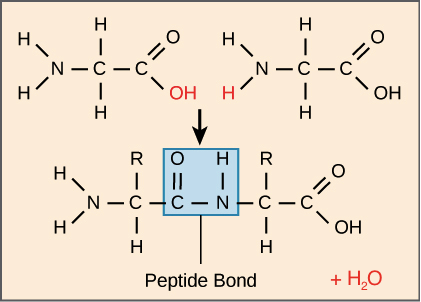 H H O H H O
N C C N C C
H H OH H H OH
H R O H R O
N C C N C C
H H H OH
Peptide Bond + H₂O